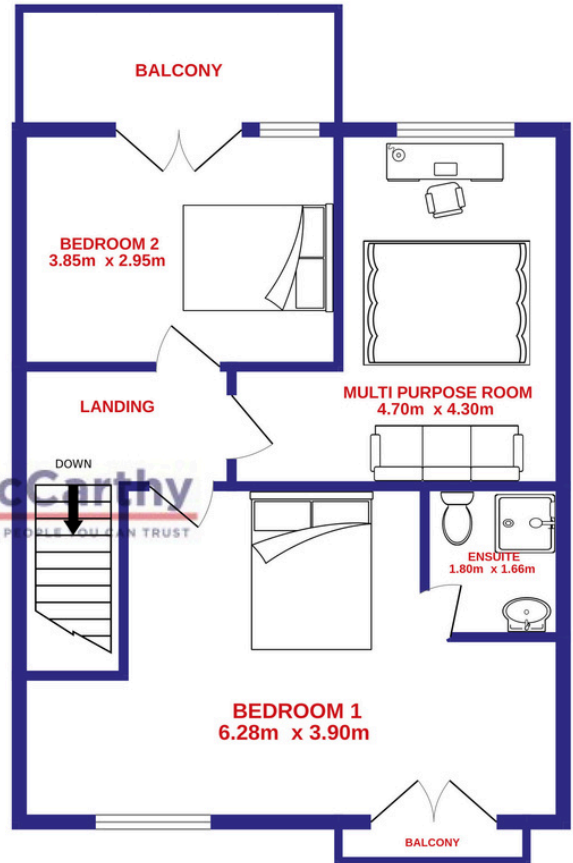 BALCONY
BEDROOM 2
3.85m x 2.95m
LANDING
MULTI PURPOSE ROOM
4.70m x 4.30m
DOWN
cCarthy
PEOPLE YOU CAN TRUST
ENSUITE
1.80m x 1.66m
BEDROOM 1
6.28m x 3.90m
BALCONY